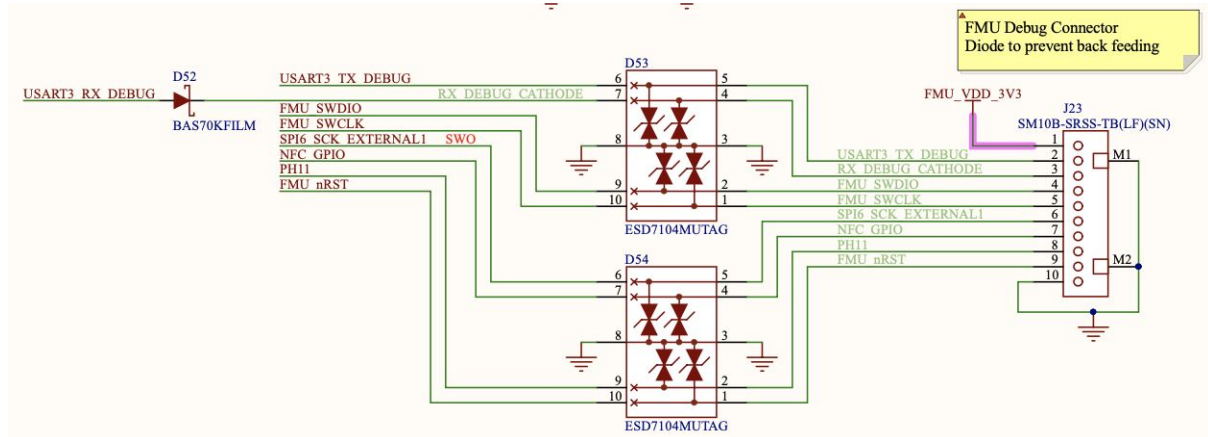 FMU Debug Connector
Diode to prevent back feeding
D52
USART3_RX_DEBUG
BAS70KFILM
USART3_TX_DEBUG
RX_DEBUG_CATHODE
FMU_SWDIO
FMU_SWCLK
SPI6_SCK_EXTERNAL1 SWO
NFC_GPIO
PH11
FMU_nRST
D53
6 5
7 4
8 3
9 2
10 1
ESD7104MUTAG
D54
6 5
7 4
8 3
9 2
10 1
ESD7104MUTAG
FMU_VDD_3V3
J23
SM10B-SRSS-TB(LF)(SN)
1
USART3_TX_DEBUG 2 M1
RX_DEBUG_CATHODE 3
FMU_SWDIO 4
FMU_SWCLK 5
SPI6_SCK_EXTERNAL1 6
NFC_GPIO 7
PH11 8
FMU_nRST 9 M2
10